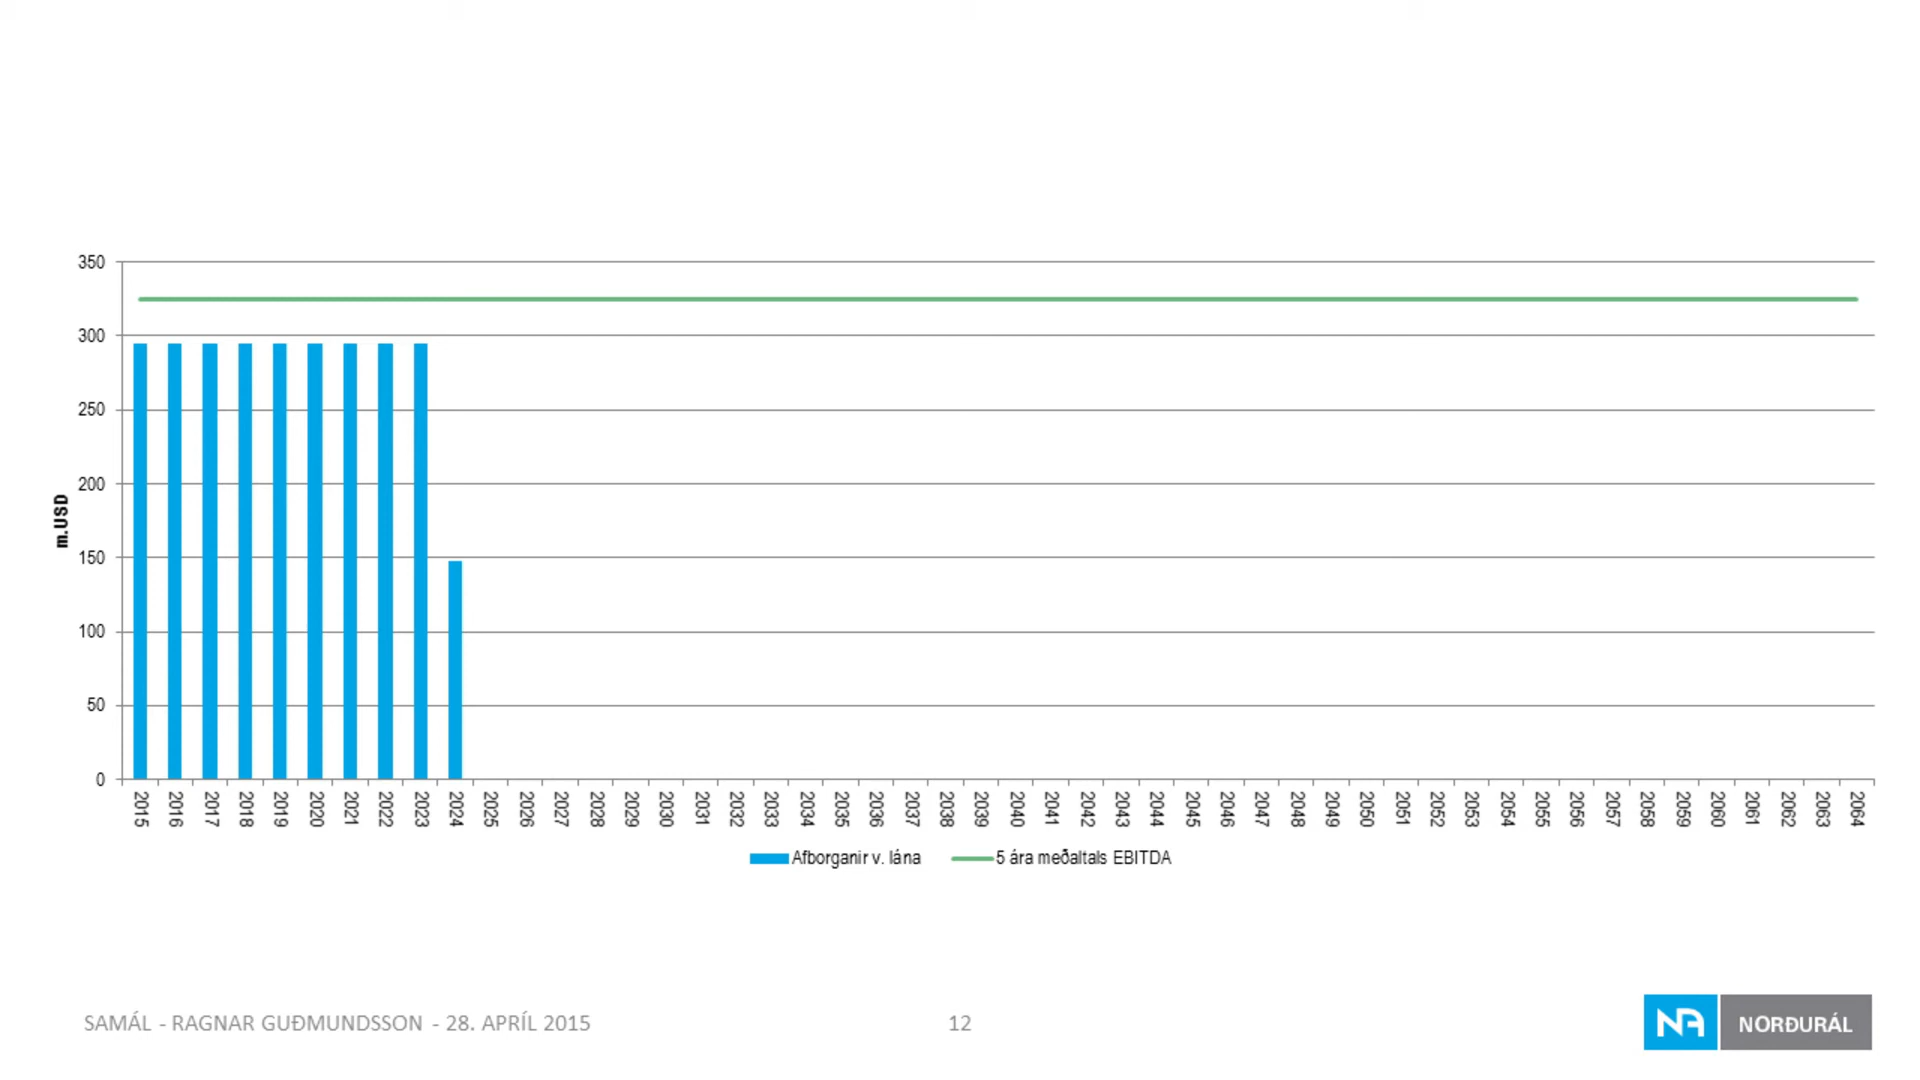 350
300
250
200
150
100
50
0
m.USD
2015 2016 2017 2018 2019 2020 2021 2022 2023 2024 2025 2026 2027 2028 2029 2030 2031 2032 2033 2034 2035 2036 2037 2038 2039 2040 2041 2042 2043 2044 2045 2046 2047 2048 2049 2050 2051 2052 2053 2054 2055 2056 2057 2058 2059 2060 2061 2062 2063 2064
Afborganir v. lána 5 ára meðaltals EBITDA
SAMÁL - RAGNAR GUÐMUNDSSON - 28. APRÍL 2015 12 NA NORÐURÁL